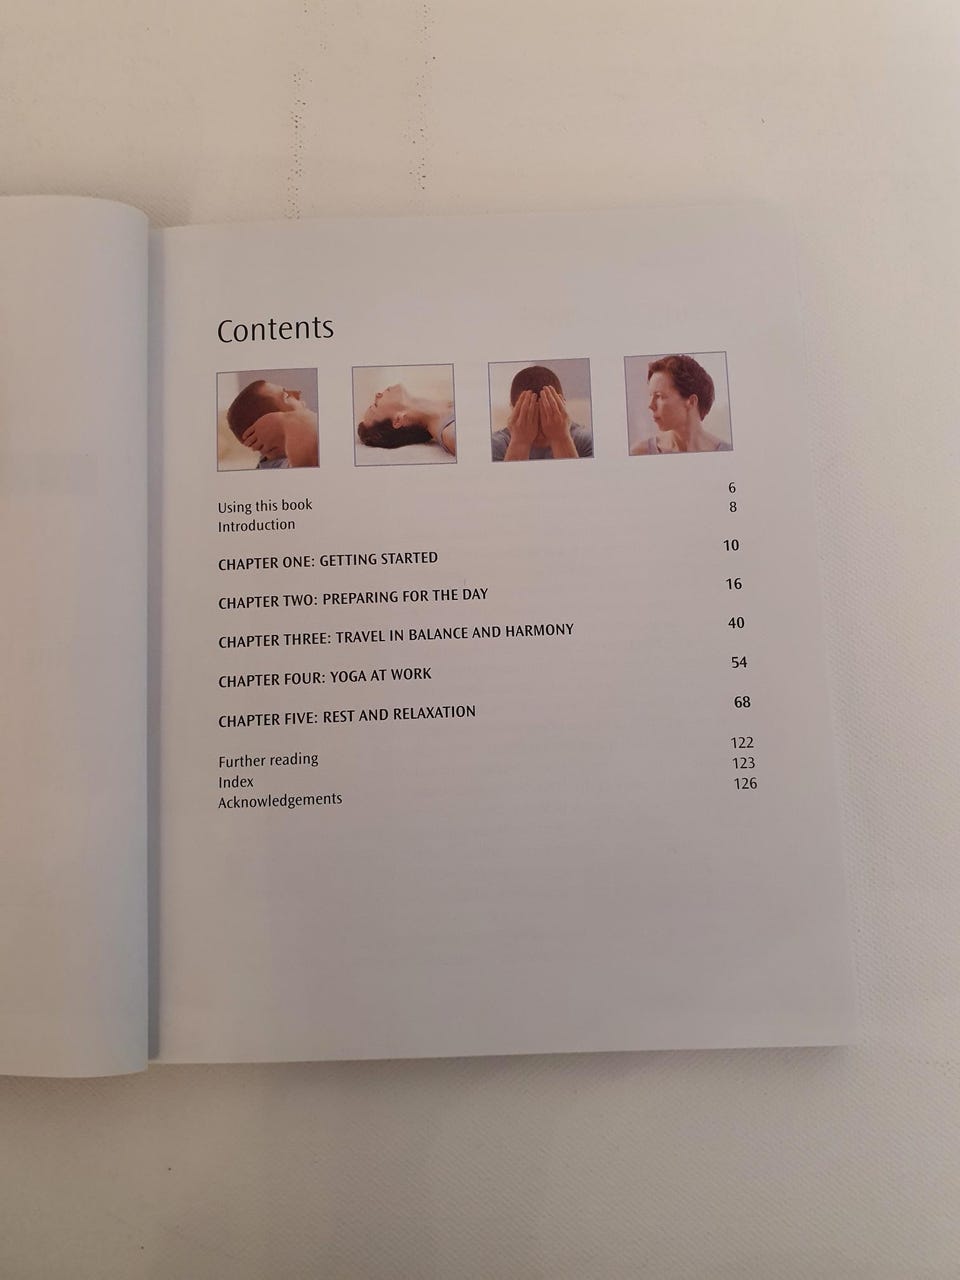 Contents
Using this book 6
Introduction 8
CHAPTER ONE: GETTING STARTED 10
CHAPTER TWO: PREPARING FOR THE DAY 16
CHAPTER THREE: TRAVEL IN BALANCE AND HARMONY 40
CHAPTER FOUR: YOGA AT WORK 54
CHAPTER FIVE: REST AND RELAXATION 68
Further reading 122
Index 123
Acknowledgements 126